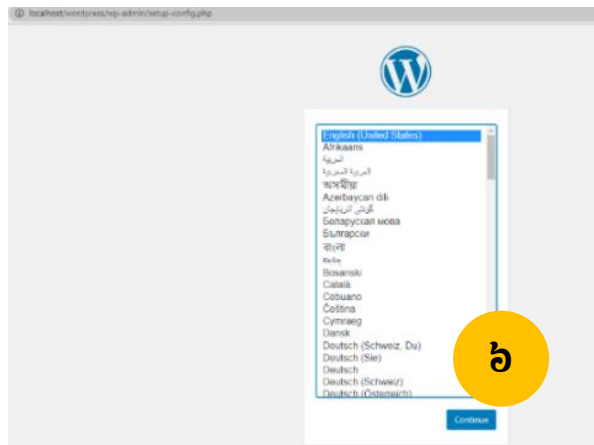 localhost/wordpress/wp-admin/setup-config.php
English (United States)
Afrikaans
العربية
العربية المغربية
অসমীয়া
Azərbaycan dili
گؤنئی آذربایجان
Беларуская мова
Български
বাংলা
Bosanski
Català
Cebuano
Čeština
Cymraeg
Dansk
Deutsch (Schweiz, Du)
Deutsch (Sie)
Deutsch
Deutsch (Schweiz)
Deutsch (Österreich)
৬
Continue